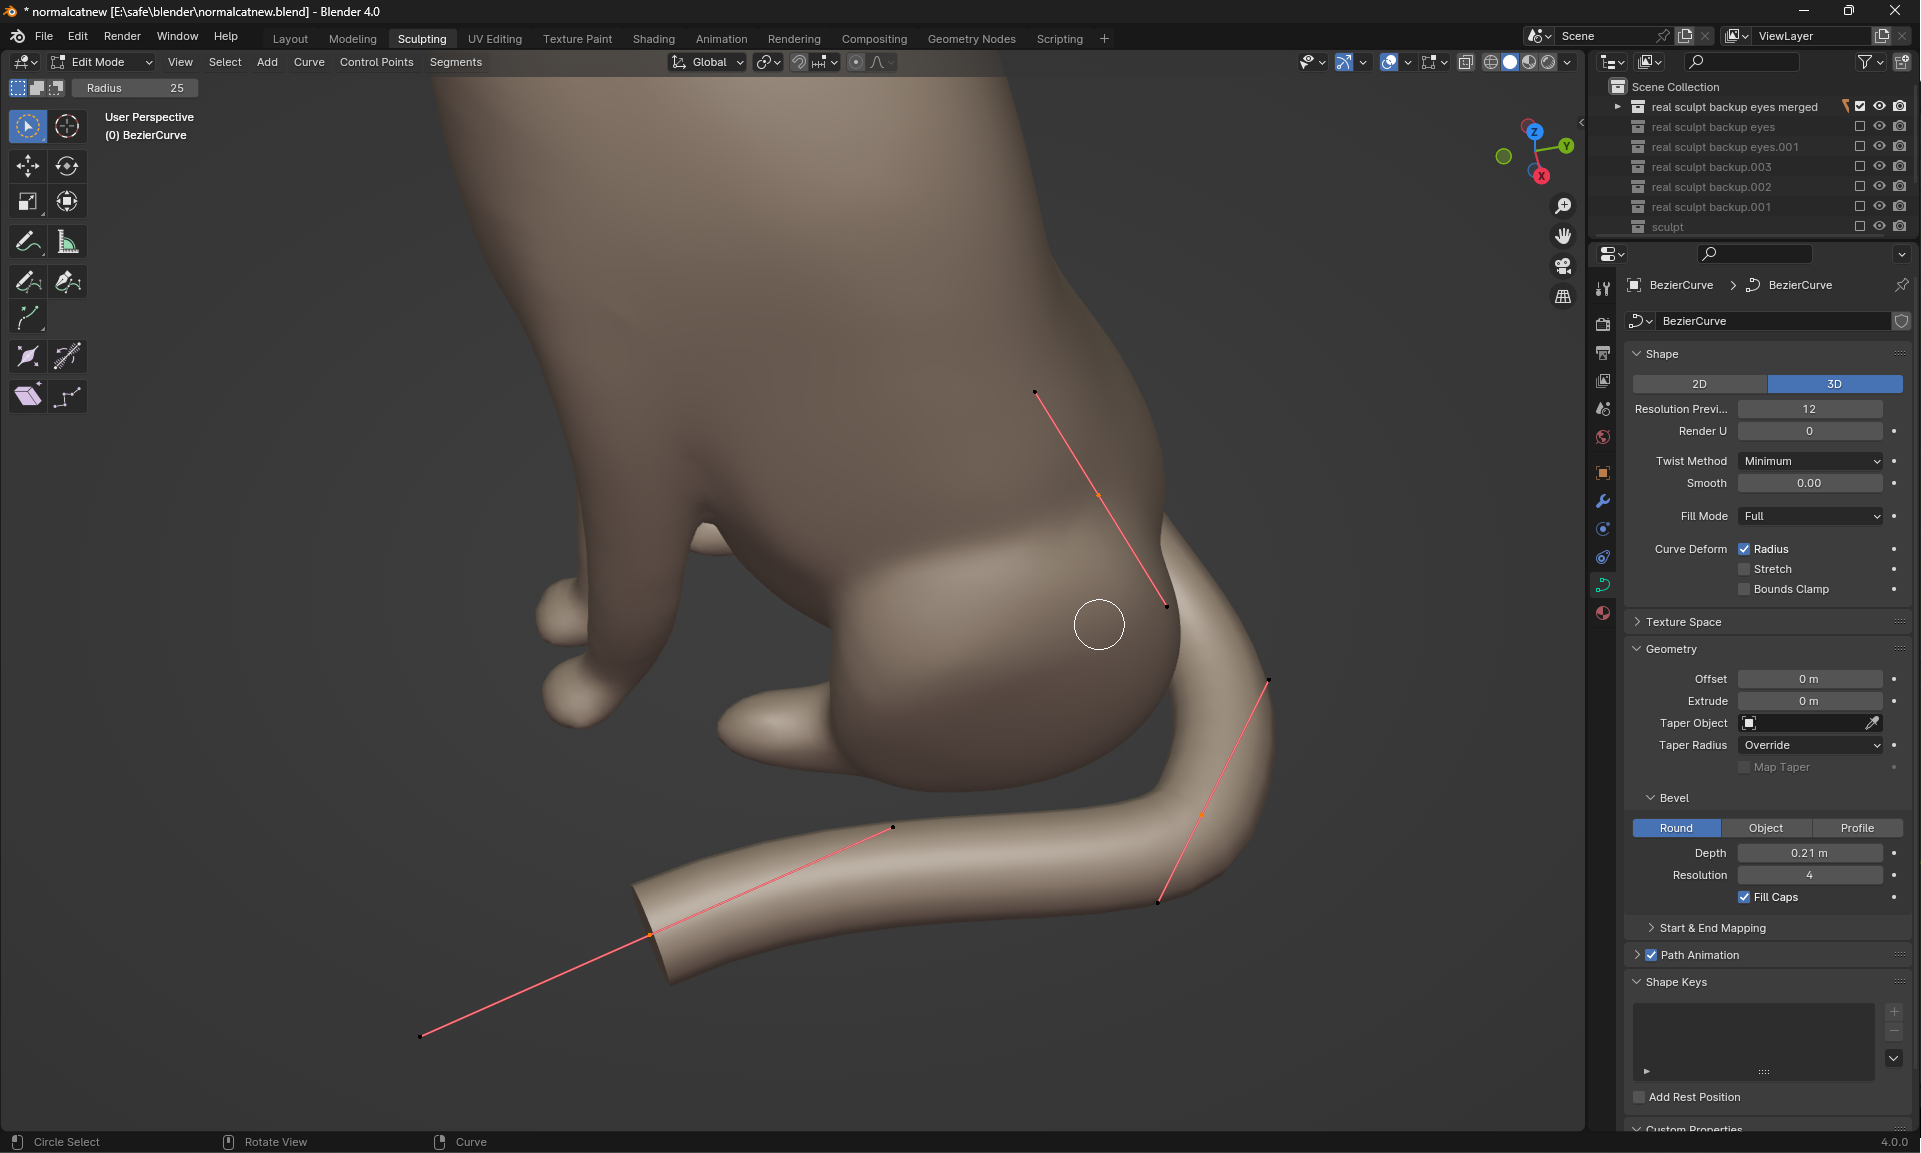 * normalcatnew [E:\safe\blender\normalcatnew.blend] - Blender 4.0
File Edit Render Window Help
Layout Modeling Sculpting UV Editing Texture Paint Shading Animation Rendering Compositing Geometry Nodes Scripting +
Scene
ViewLayer
Edit Mode View Select Add Curve Control Points Segments
Global
Radius 25
User Perspective
(0) BezierCurve
Z
Y
X
Scene Collection
real sculpt backup eyes merged
real sculpt backup eyes
real sculpt backup eyes.001
real sculpt backup.003
real sculpt backup.002
real sculpt backup.001
sculpt
BezierCurve > BezierCurve
BezierCurve
Shape
2D 3D
Resolution Previ... 12
Render U 0
Twist Method Minimum
Smooth 0.00
Fill Mode Full
Curve Deform Radius
Stretch
Bounds Clamp
Texture Space
Geometry
Offset 0 m
Extrude 0 m
Taper Object
Taper Radius Override
Map Taper
Bevel
Round Object Profile
Depth 0.21 m
Resolution 4
Fill Caps
Start & End Mapping
Path Animation
Shape Keys
Add Rest Position
Custom Properties
Circle Select Rotate View Curve 4.0.0